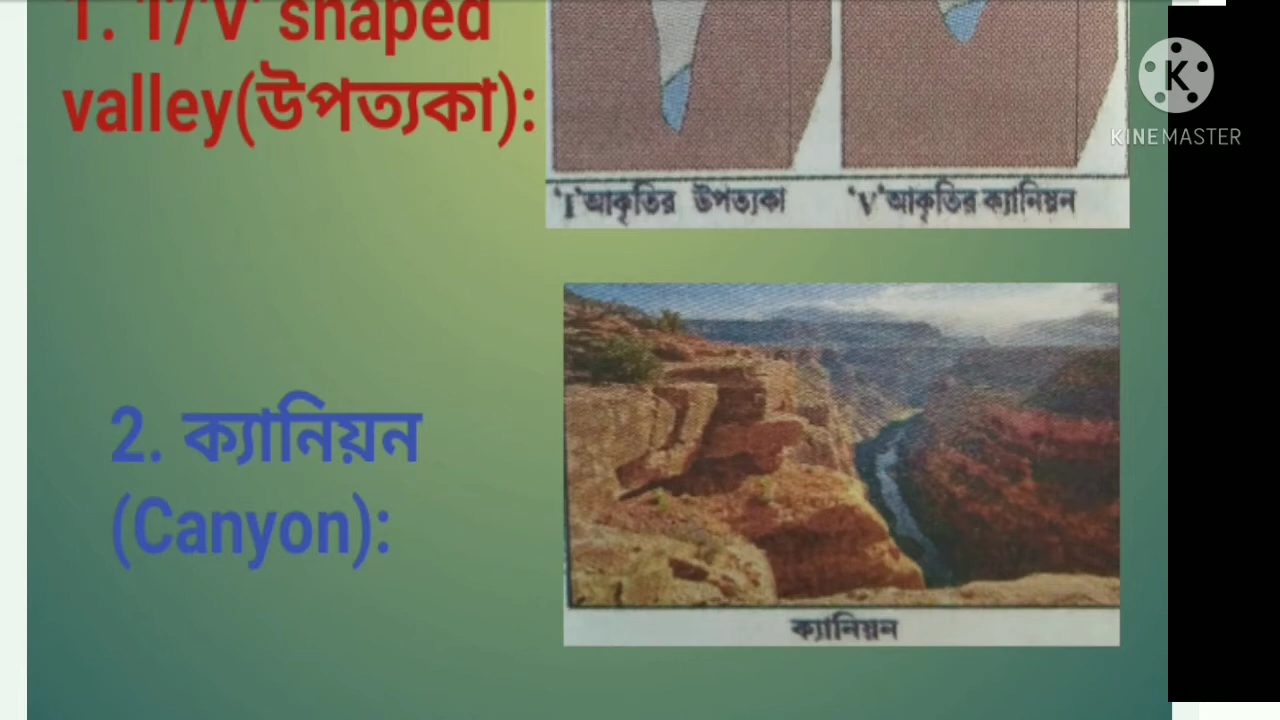 1. 'I'/'V' shaped
valley(উপত্যকা):
'I'আকৃতির উপত্যকা
'V'আকৃতির ক্যানিয়ন
2. ক্যানিয়ন
(Canyon):
ক্যানিয়ন
K
KINEMASTER